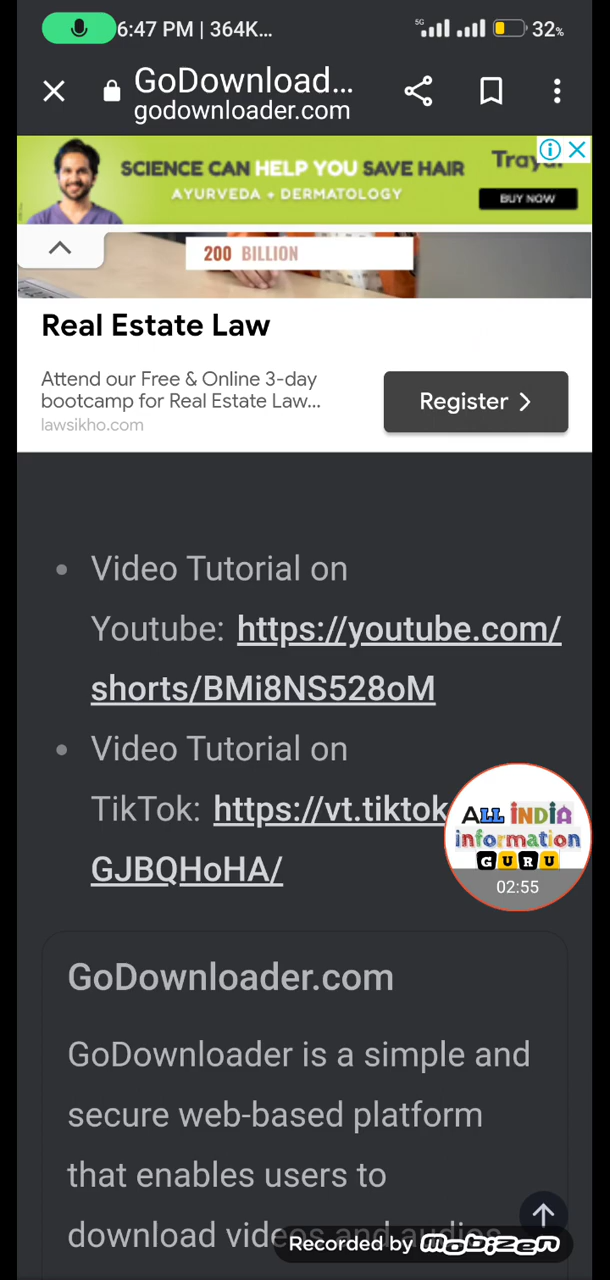 6:47 PM | 364K...
5G
32%
GoDownload...
godownloader.com
SCIENCE CAN HELP YOU SAVE HAIR
AYURVEDA + DERMATOLOGY
BUY NOW
200 BILLION
Real Estate Law
Attend our Free & Online 3-day
bootcamp for Real Estate Law...
lawsikho.com
Register
Video Tutorial on
Youtube: https://youtube.com/
shorts/BMi8NS528oM
Video Tutorial on
TikTok: https://vt.tiktok
GJBQHoHA/
ALL INDIA
information
GURU
02:55
GoDownloader.com
GoDownloader is a simple and
secure web-based platform
that enables users to
download videos and audios
Recorded by mobizen